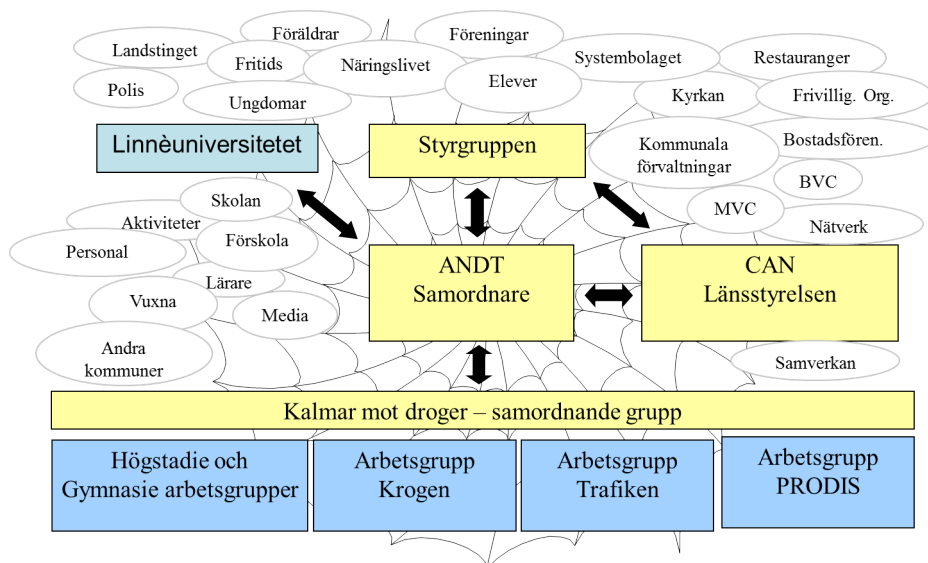 Föräldrar
Föreningar
Landstinget
Fritids
Näringslivet
Systembolaget
Restauranger
Polis
Elever
Ungdomar
Kyrkan
Frivillig. Org.
Linnèuniversitetet
Styrgruppen
Kommunala
förvaltningar
Bostadsfören.
BVC
Skolan
MVC
Aktiviteter
Nätverk
Personal
Förskola
ANDT
Samordnare
CAN
Länsstyrelsen
Lärare
Vuxna
Media
Andra
kommuner
Samverkan
Kalmar mot droger – samordnande grupp
Högstadie och
Gymnasie arbetsgrupper
Arbetsgrupp
Krogen
Arbetsgrupp
Trafiken
Arbetsgrupp
PRODIS